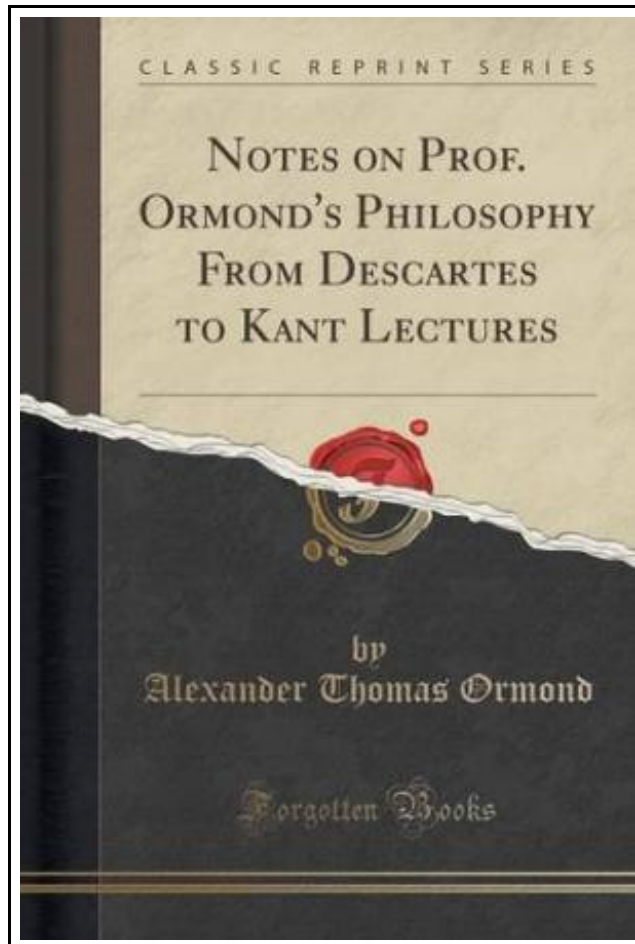 CLASSIC REPRINT SERIES
NOTES ON PROF.
ORMOND'S PHILOSOPHY
FROM DESCARTES
TO KANT LECTURES
by
Alexander Thomas Ormond
Forgotten Books